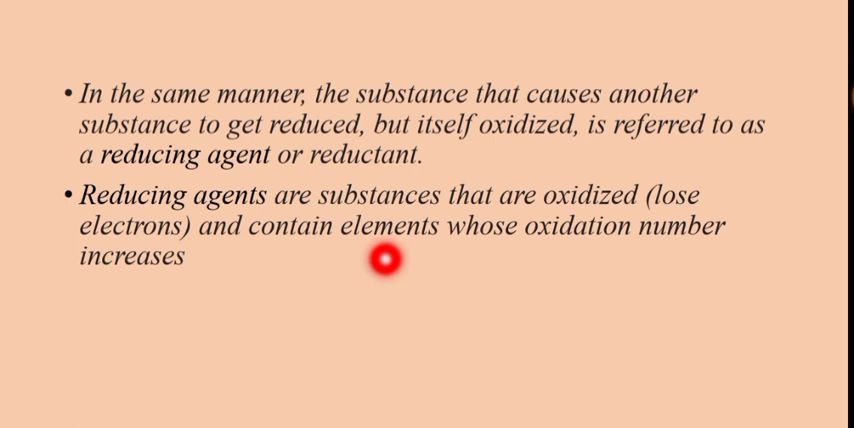 • In the same manner, the substance that causes another
substance to get reduced, but itself oxidized, is referred to as
a reducing agent or reductant.
• Reducing agents are substances that are oxidized (lose
electrons) and contain elements whose oxidation number
increases